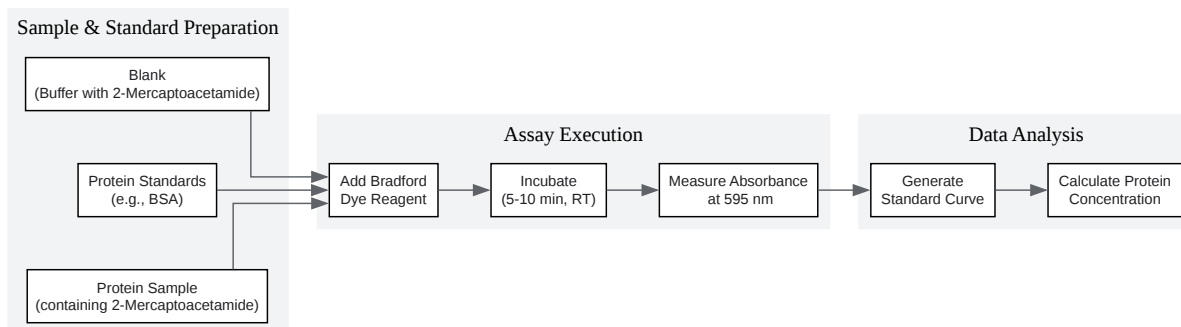 Sample & Standard Preparation
Blank
(Buffer with 2-Mercaptoacetamide)
Protein Standards
(e.g., BSA)
Protein Sample
(containing 2-Mercaptoacetamide)
Assay Execution
Add Bradford
Dye Reagent
Incubate
(5-10 min, RT)
Measure Absorbance
at 595 nm
Data Analysis
Generate
Standard Curve
Calculate Protein
Concentration